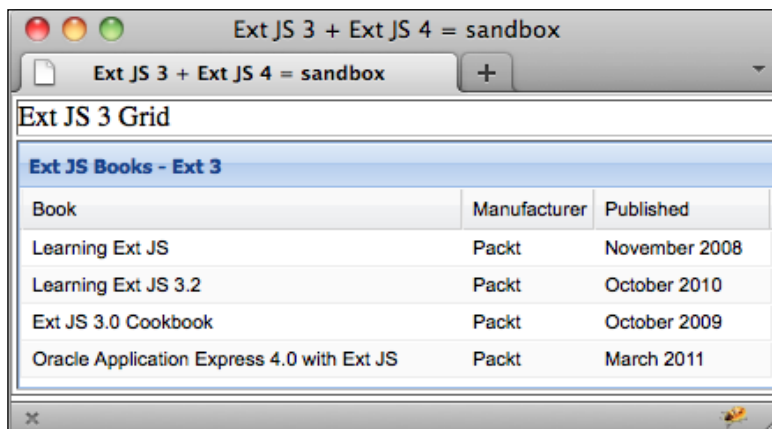 Ext JS 3 + Ext JS 4 = sandbox
Ext JS 3 + Ext JS 4 = sandbox +
Ext JS 3 Grid
Ext JS Books - Ext 3
Book Manufacturer Published
Learning Ext JS Packt November 2008
Learning Ext JS 3.2 Packt October 2010
Ext JS 3.0 Cookbook Packt October 2009
Oracle Application Express 4.0 with Ext JS Packt March 2011